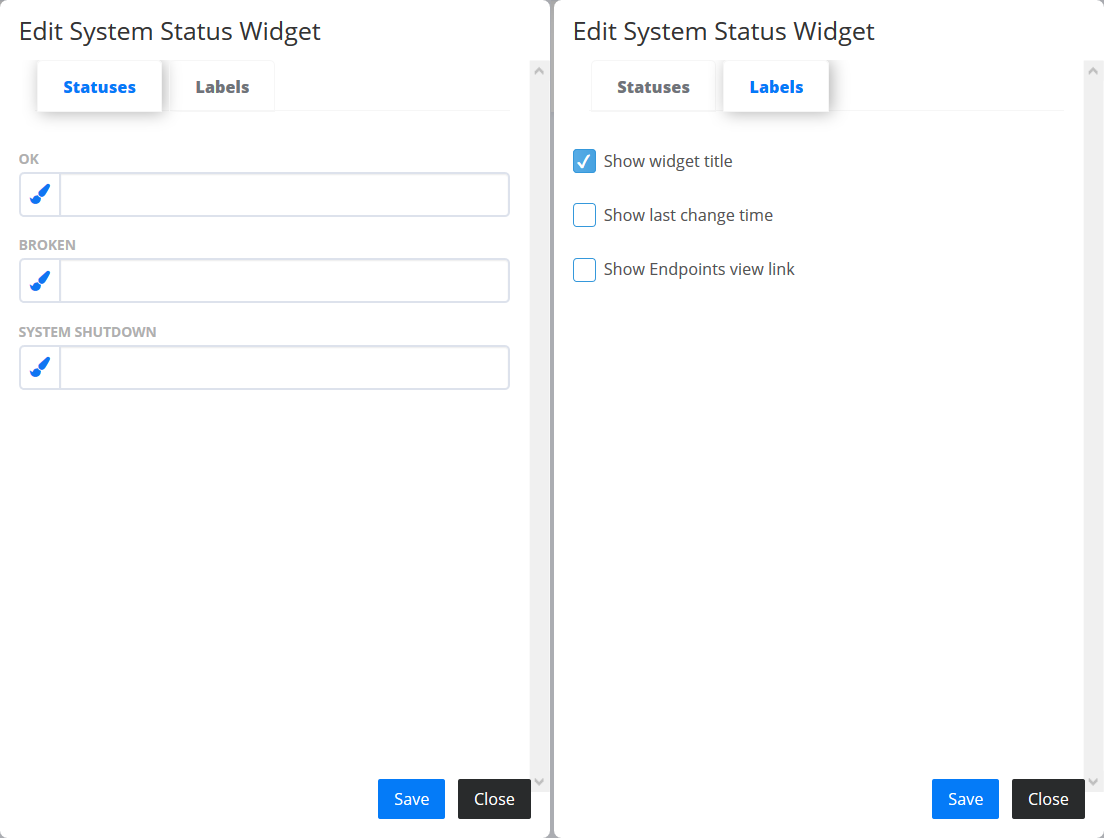 Edit System Status Widget
Statuses
Labels
OK
BROKEN
SYSTEM SHUTDOWN
Save
Close
Edit System Status Widget
Statuses
Labels
Show widget title
Show last change time
Show Endpoints view link
Save
Close